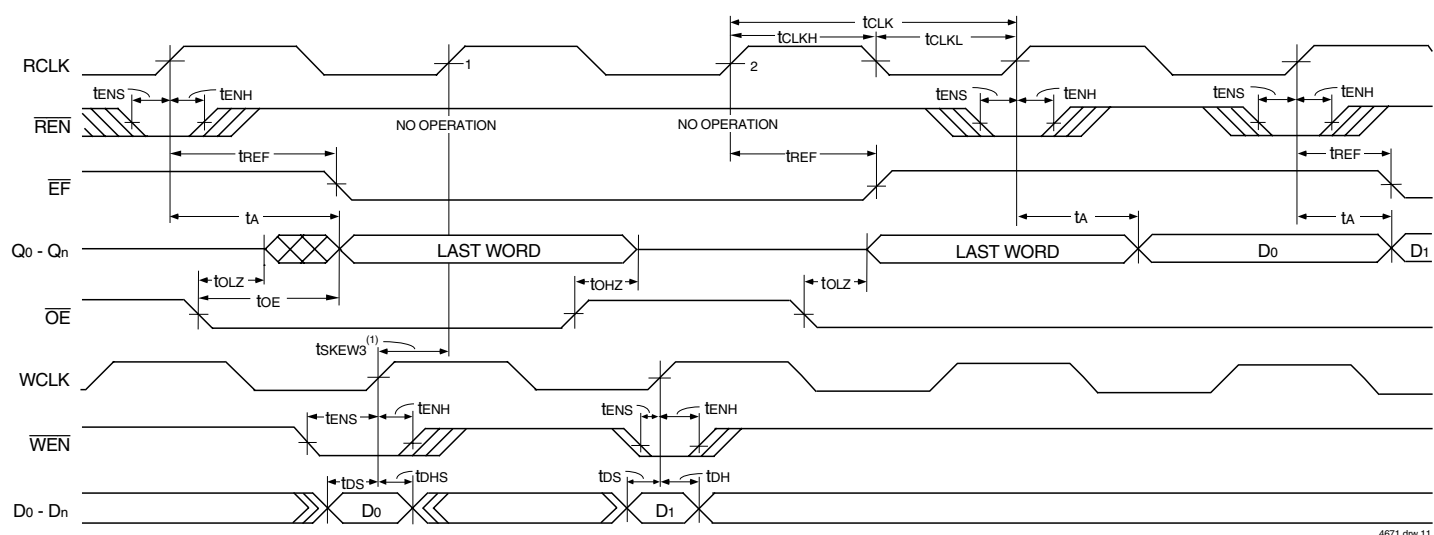 tCLK
tCLKH tCLKL
RCLK 1 2
tENS tENH tENS tENH tENS tENH
REN NO OPERATION NO OPERATION
tREF tREF tREF
EF
tA tA tA
Q0 - Qn LAST WORD LAST WORD D0 D1
tOLZ tOHZ tOLZ
tOE
OE
tSKEW3(1)
WCLK
tENS tENH tENS tENH
WEN
tDS tDHS tDS tDH
D0 - Dn D0 D1
4671 drw 11